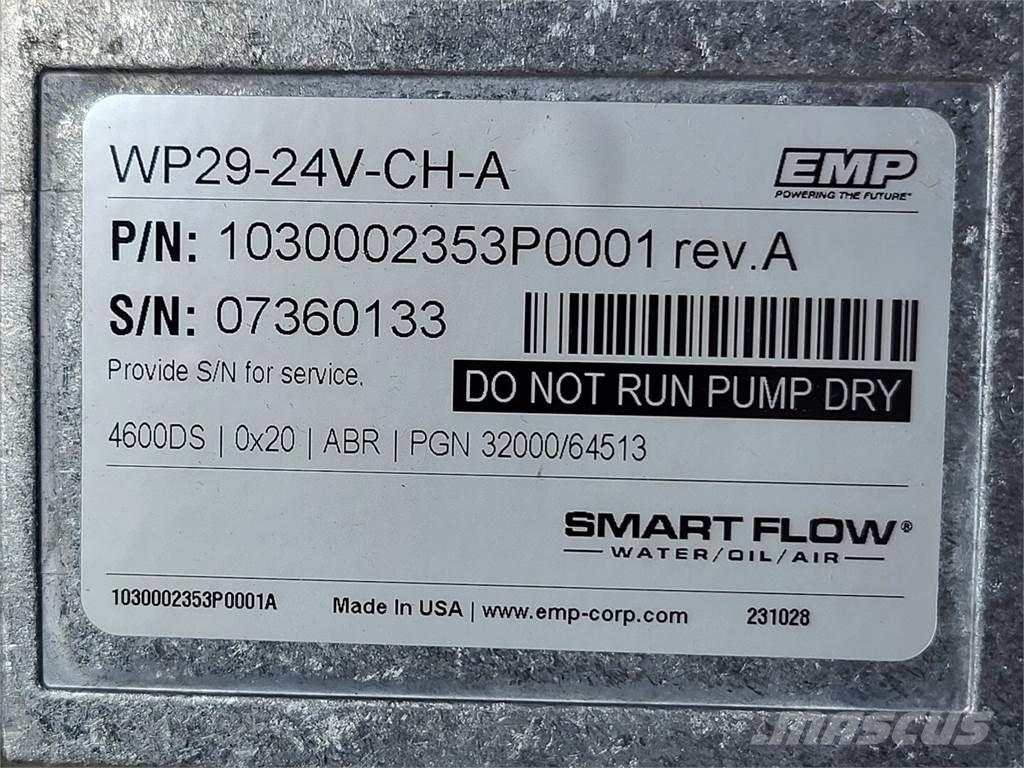 WP29-24V-CH-A
EMP
POWERING THE FUTURE™
P/N: 1030002353P0001 rev.A
S/N: 07360133
Provide S/N for service.
DO NOT RUN PUMP DRY
4600DS | 0x20 | ABR | PGN 32000/64513
SMART FLOW®
WATER/OIL/AIR
1030002353P0001A Made In USA | www.emp-corp.com 231028
MASCUS